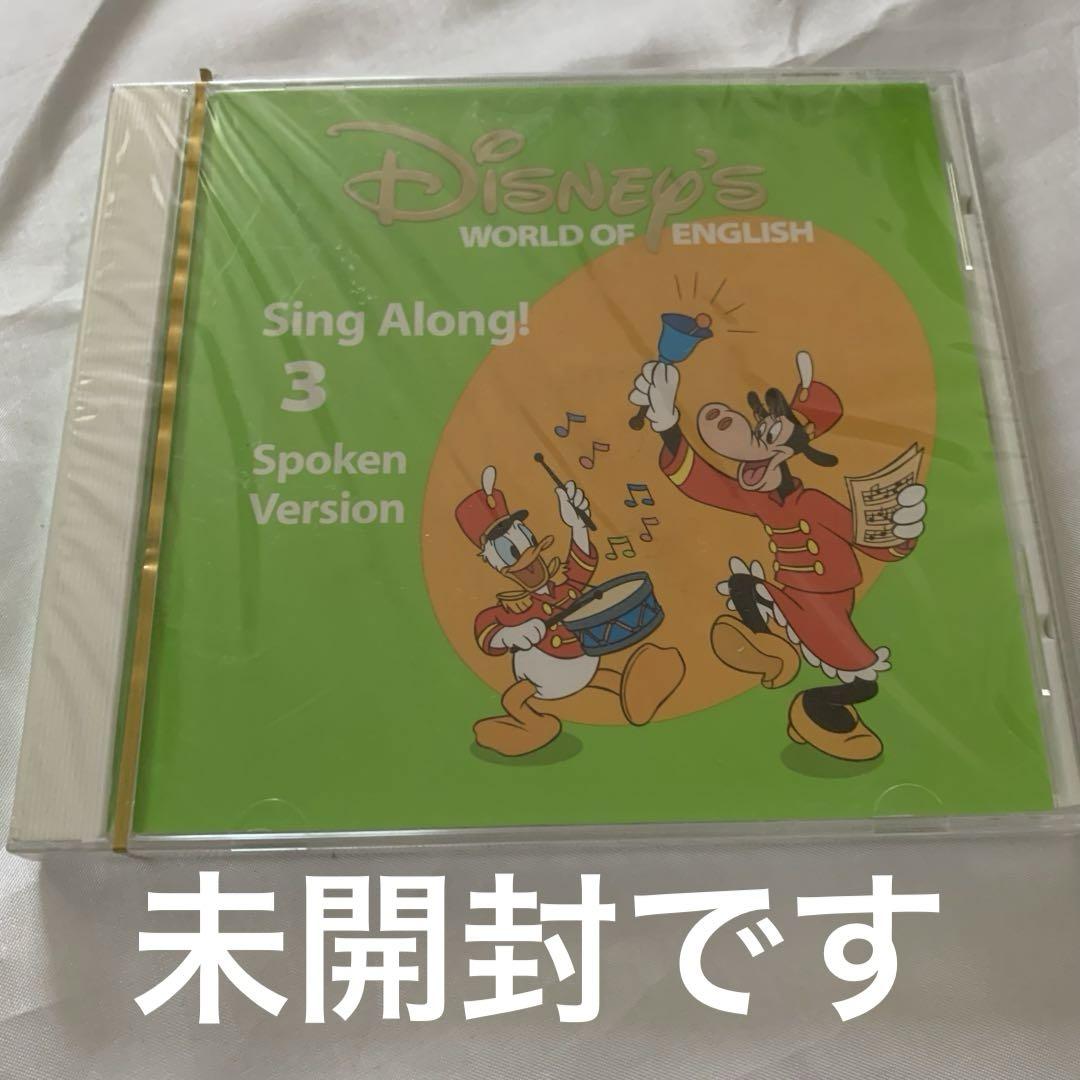 Disney's
WORLD OF ENGLISH
Sing Along!
3
Spoken
Version
未開封です